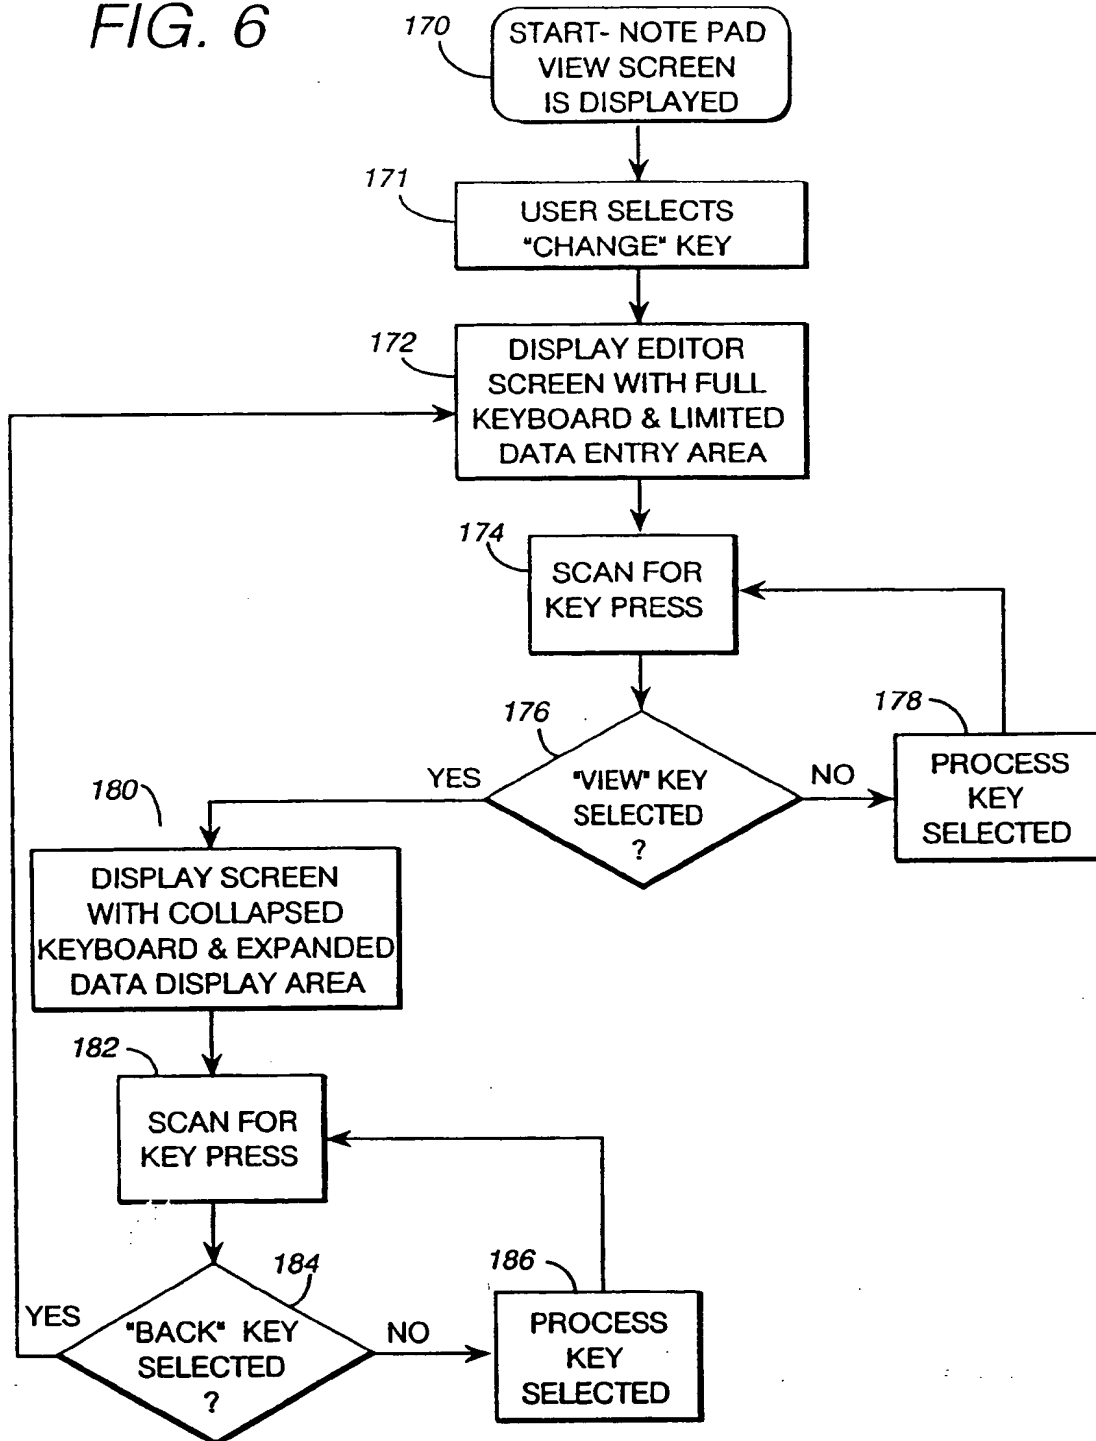 FIG. 6
170
START- NOTE PAD
VIEW SCREEN
IS DISPLAYED
171
USER SELECTS
"CHANGE" KEY
172
DISPLAY EDITOR
SCREEN WITH FULL
KEYBOARD & LIMITED
DATA ENTRY AREA
174
SCAN FOR
KEY PRESS
176
"VIEW" KEY
SELECTED
?
YES
NO
178
PROCESS
KEY
SELECTED
180
DISPLAY SCREEN
WITH COLLAPSED
KEYBOARD & EXPANDED
DATA DISPLAY AREA
182
SCAN FOR
KEY PRESS
184
"BACK" KEY
SELECTED
?
YES
NO
186
PROCESS
KEY
SELECTED